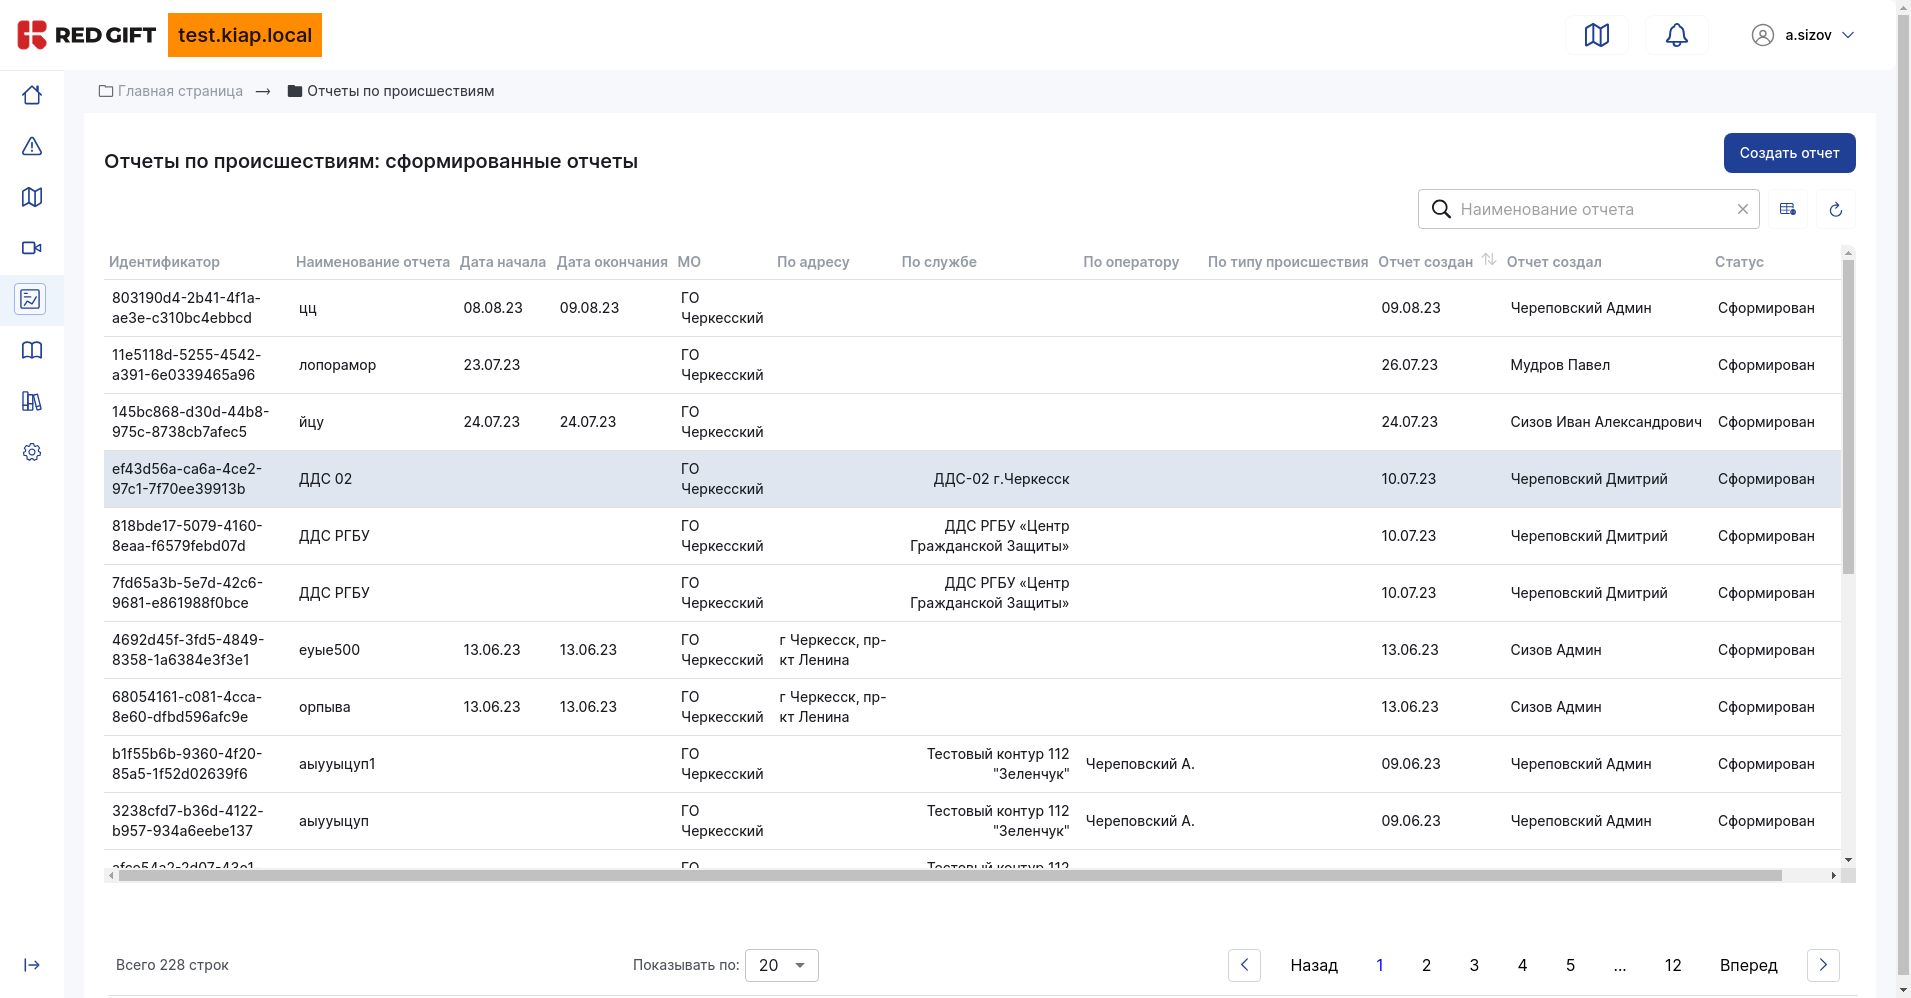 RED GIFT
test.kiap.local
a.sizov
Главная страница → Отчеты по происшествиям
Отчеты по происшествиям: сформированные отчеты
Создать отчет
Наименование отчета
Идентификатор Наименование отчета Дата начала Дата окончания МО По адресу По службе По оператору По типу происшествия Отчет создан Отчет создал Статус
803190d4-2b41-4f1a-
ae3e-c310bc4ebbcd
цц 08.08.23 09.08.23
ГО
Черкесский
09.08.23 Череповский Админ Сформирован
11e5118d-5255-4542-
a391-6e0339465a96
лопорамор 23.07.23
ГО
Черкесский
26.07.23 Мудров Павел Сформирован
145bc868-d30d-44b8-
975c-8738cb7afec5
йцу 24.07.23 24.07.23
ГО
Черкесский
24.07.23 Сизов Иван Александрович Сформирован
ef43d56a-ca6a-4ce2-
97c1-7f70ee39913b
ДДС 02
ГО
Черкесский
ДДС-02 г.Черкесск
10.07.23 Череповский Дмитрий Сформирован
818bde17-5079-4160-
8eaa-f6579febd07d
ДДС РГБУ
ГО
Черкесский
ДДС РГБУ «Центр
Гражданской Защиты»
10.07.23 Череповский Дмитрий Сформирован
7fd65a3b-5e7d-42c6-
9681-e861988f0bce
ДДС РГБУ
ГО
Черкесский
ДДС РГБУ «Центр
Гражданской Защиты»
10.07.23 Череповский Дмитрий Сформирован
4692d45f-3fd5-4849-
8358-1a6384e3f3e1
еуые500 13.06.23 13.06.23
ГО
Черкесский
г Черкесск, пр-
кт Ленина
13.06.23 Сизов Админ Сформирован
68054161-c081-4cca-
8e60-dfbd596afc9e
орпыва 13.06.23 13.06.23
ГО
Черкесский
г Черкесск, пр-
кт Ленина
13.06.23 Сизов Админ Сформирован
b1f55b6b-9360-4f20-
85a5-1f52d02639f6
аыууыцуп1
ГО
Черкесский
Тестовый контур 112
"Зеленчук"
Череповский А. 09.06.23 Череповский Админ Сформирован
3238cfd7-b36d-4122-
b957-934a6eebe137
аыууыцуп
ГО
Черкесский
Тестовый контур 112
"Зеленчук"
Череповский А. 09.06.23 Череповский Админ Сформирован
ГО
Тестовый контур 112
Всего 228 строк
Показывать по: 20
Назад 1 2 3 4 5 ... 12 Вперед